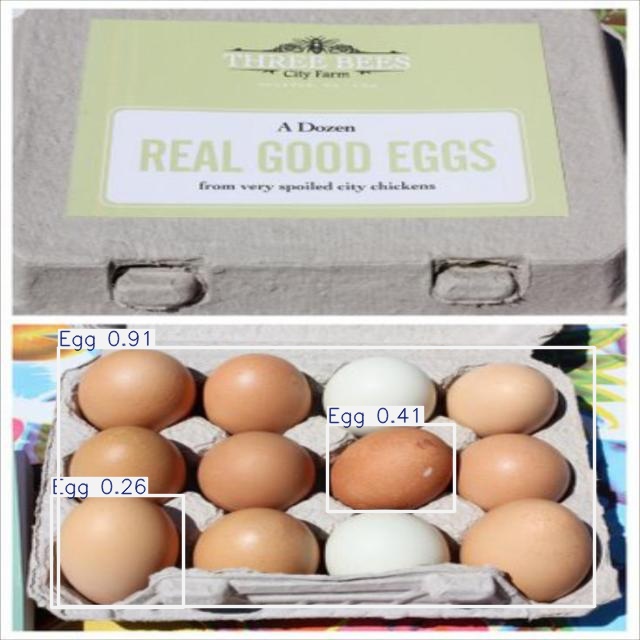 THREE BEES
City Farm
A Dozen
REAL GOOD EGGS
from very spoiled city chickens
Egg 0.91
Egg 0.41
Egg 0.26